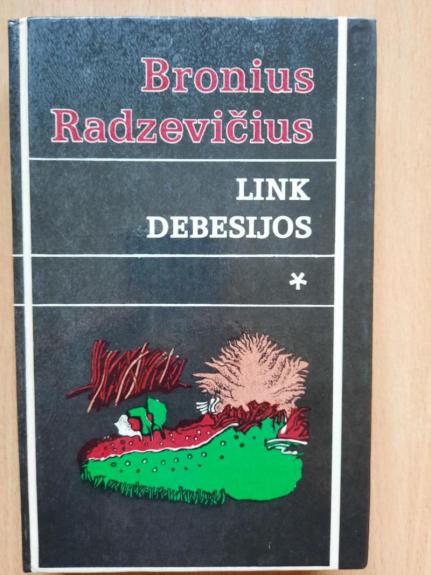 Bronius
Radzevičius
LINK
DEBESIJOS
*